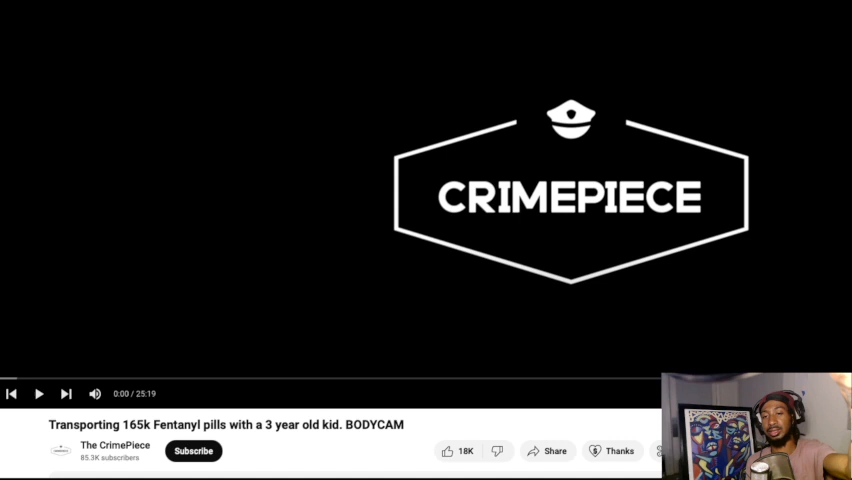 CRIMEPIECE
0:00 / 25:19
Transporting 165k Fentanyl pills with a 3 year old kid. BODYCAM
The CrimePiece
85.3K subscribers
Subscribe
18K
Share
Thanks